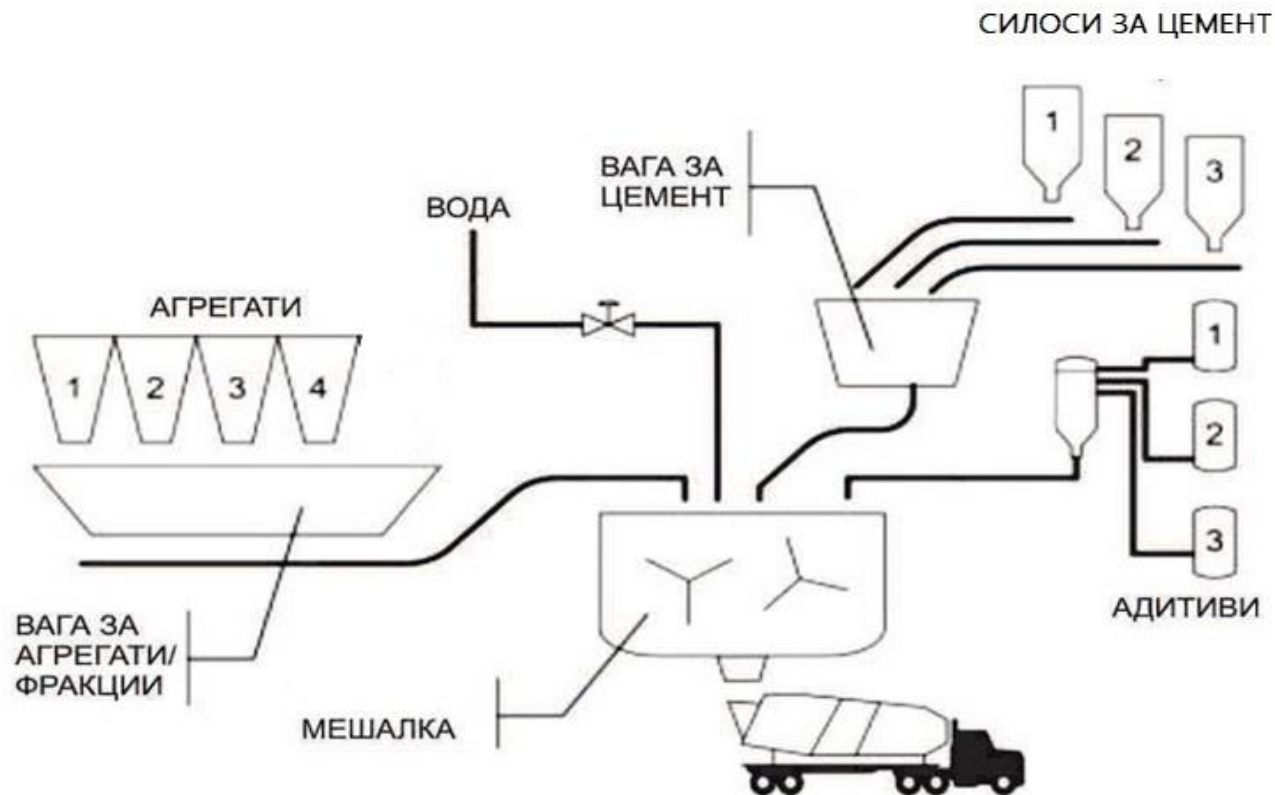 СИЛОСИ ЗА ЦЕМЕНТ
1
2
3
ВАГА ЗА
ЦЕМЕНТ
ВОДА
АГРЕГАТИ
1
2
3
4
1
2
3
АДИТИВИ
ВАГА ЗА
АГРЕГАТИ/
ФРАКЦИИ
МЕШАЛКА